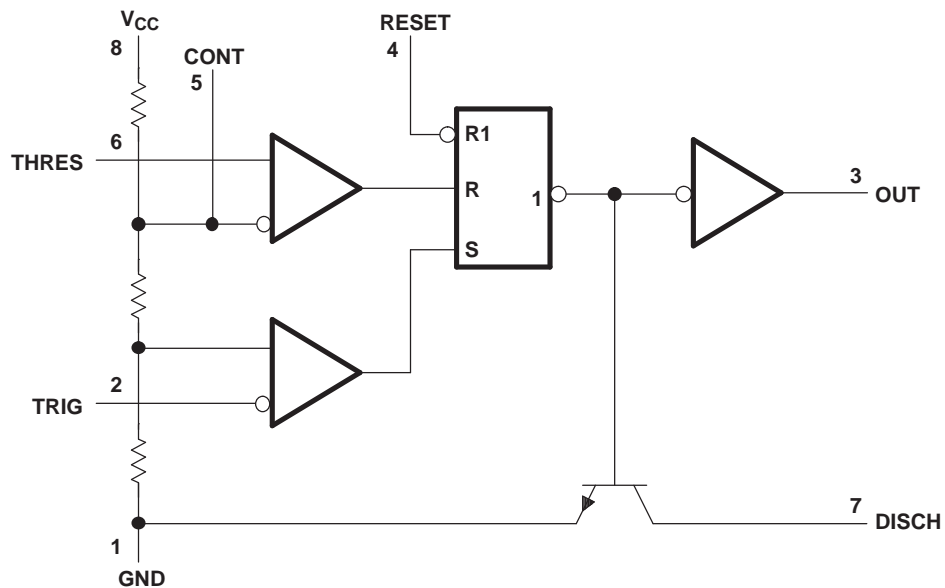 VCC
8
RESET
4
CONT
5
6
THRES
R1
R
1
3
OUT
S
2
TRIG
7
DISCH
1
GND